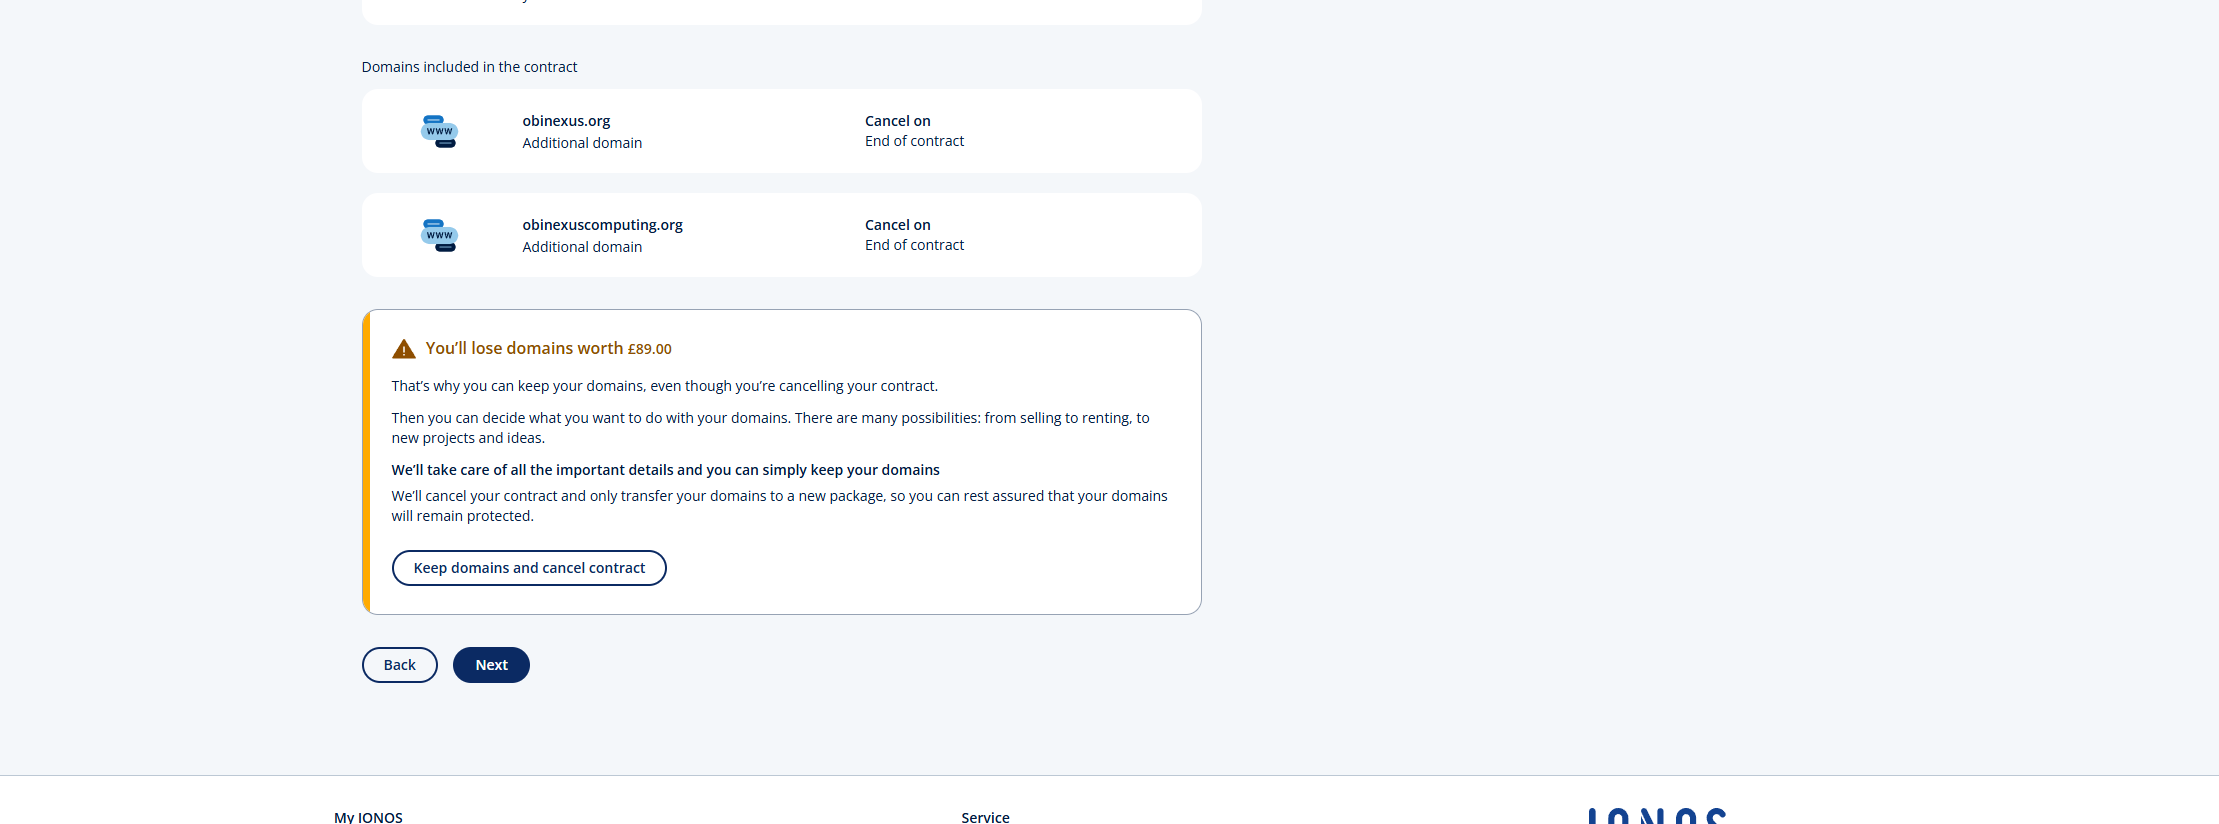 Domains included in the contract
www
obinexus.org
Additional domain
Cancel on
End of contract
www
obinexuscomputing.org
Additional domain
Cancel on
End of contract
You'll lose domains worth £89.00
That's why you can keep your domains, even though you're cancelling your contract.
Then you can decide what you want to do with your domains. There are many possibilities: from selling to renting, to
new projects and ideas.
We'll take care of all the important details and you can simply keep your domains
We'll cancel your contract and only transfer your domains to a new package, so you can rest assured that your domains
will remain protected.
Keep domains and cancel contract
Back
Next
My IONOS
Service
IONOS